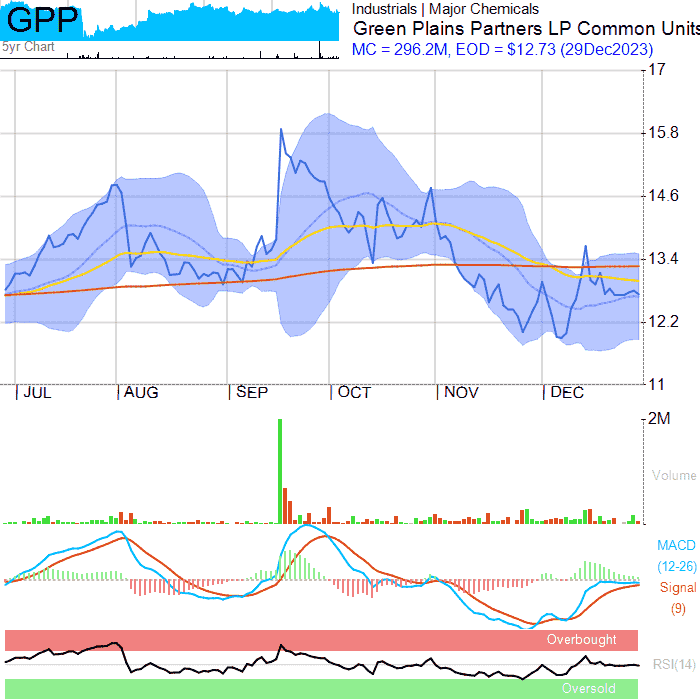 GPP
5yr Chart
Industrials | Major Chemicals
Green Plains Partners LP Common Units
MC = 296.2M, EOD = $12.73 (29Dec2023)
17
15.8
14.6
13.4
12.2
11
JUL AUG SEP OCT NOV DEC
2M
Volume
MACD
(12-26)
Signal
(9)
Overbought
RSI(14)
Oversold